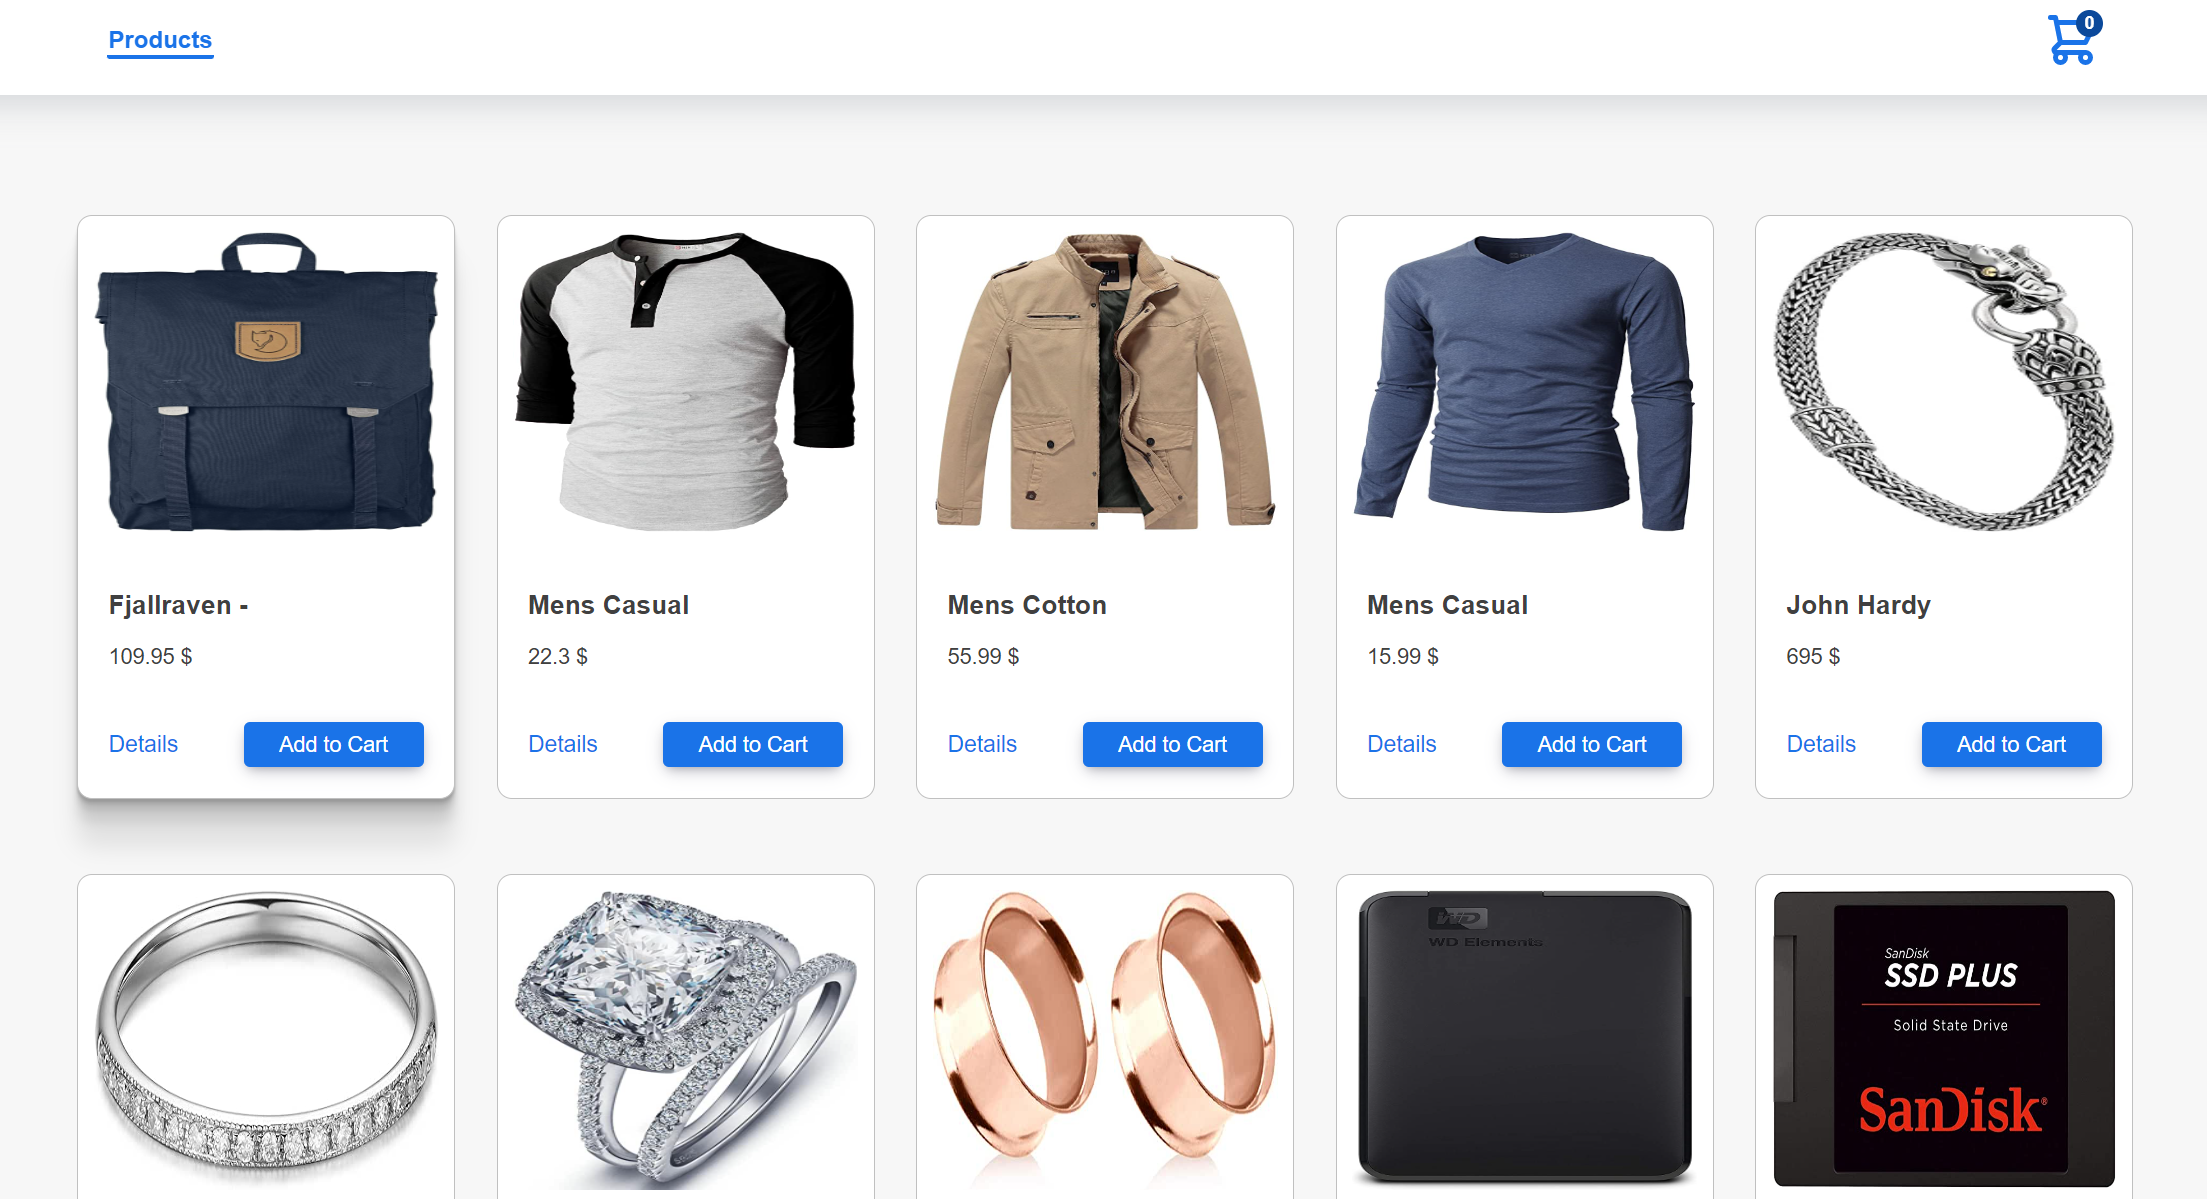 Products
0
Fjallraven -
109.95 $
Details
Add to Cart
Mens Casual
22.3 $
Details
Add to Cart
Mens Cotton
55.99 $
Details
Add to Cart
Mens Casual
15.99 $
Details
Add to Cart
John Hardy
695 $
Details
Add to Cart
WD
WD Elements
SanDisk
SSD PLUS
Solid State Drive
SanDisk®